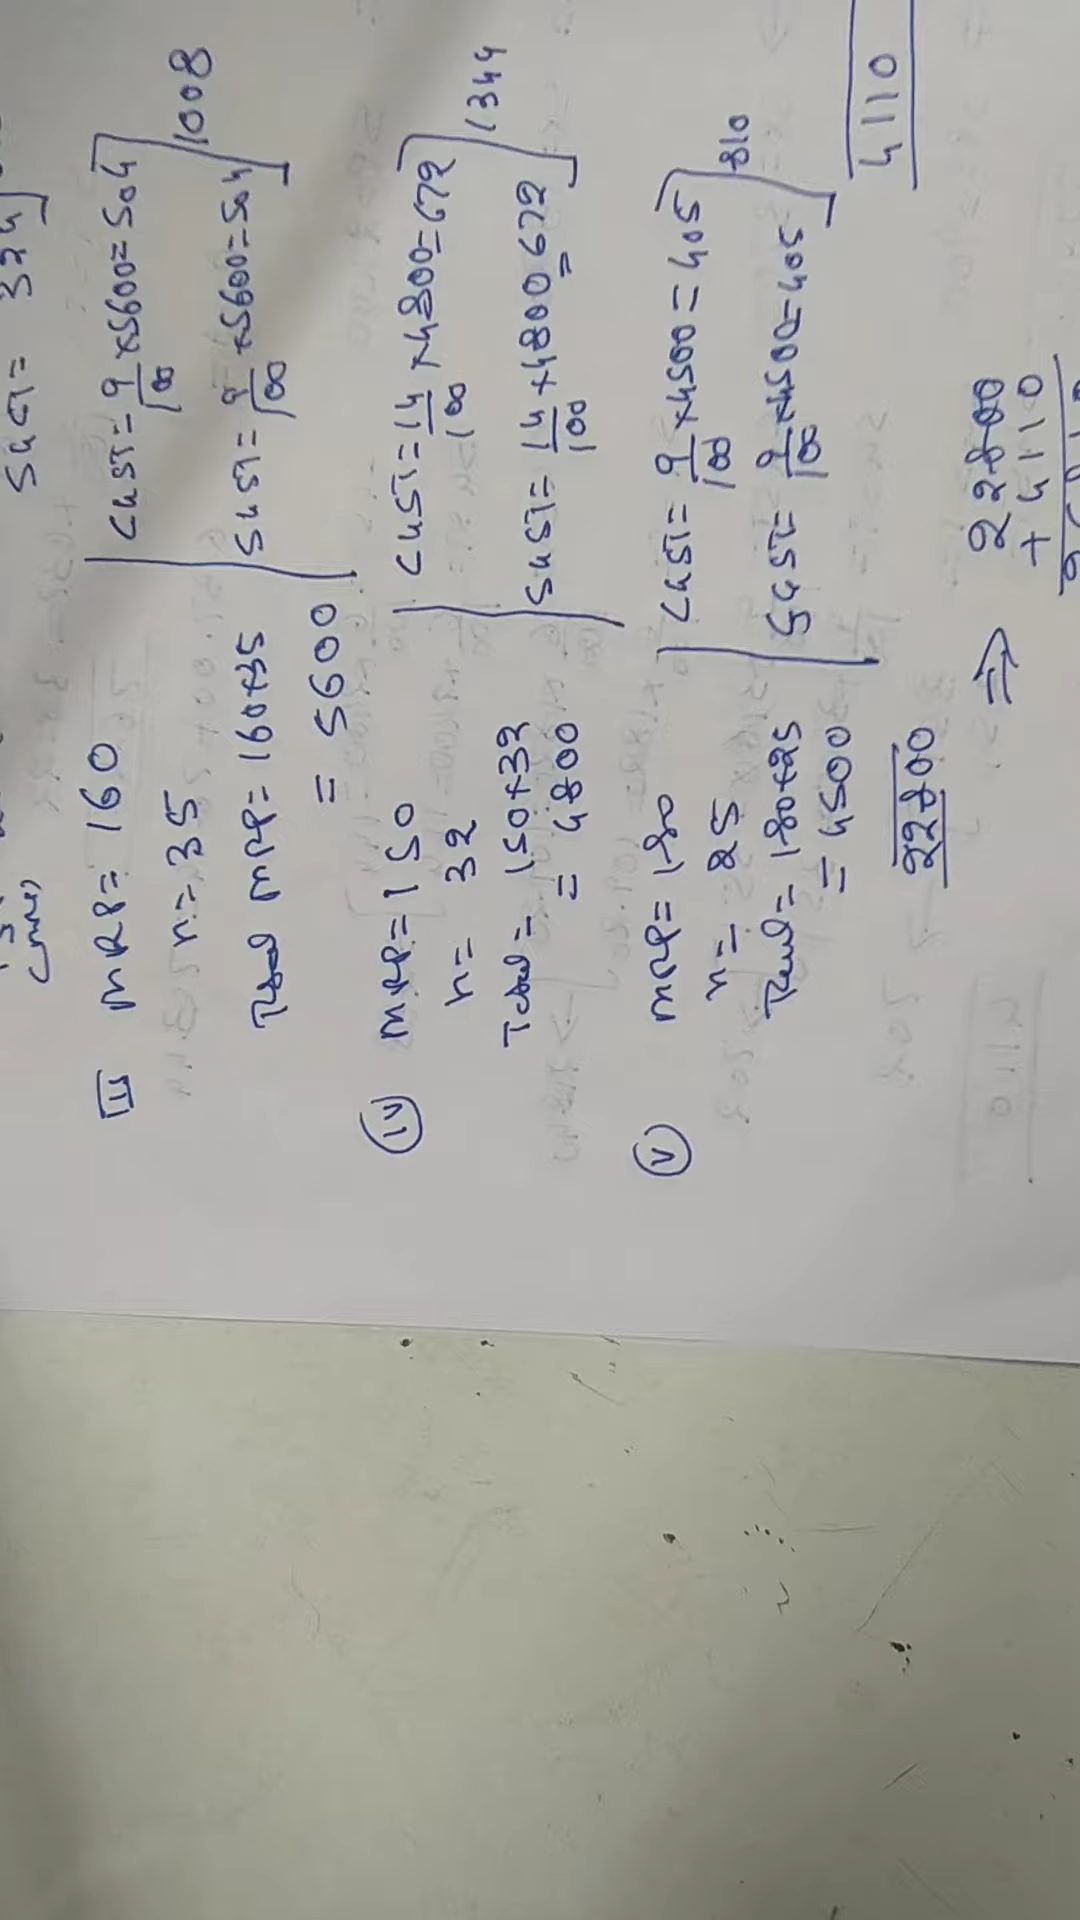 SGST = 324]
III MRP = 160
n = 35
Total MRP = 160×35
= 5600
CGST = 9/100 × 5600 = 504
SGST = 9/100 × 5600 = 504
1008
(iv) MRP = 150
n = 32
Total = 150×32
= 4800
CGST = 14/100 × 4800 = 672
SGST = 14/100 × 4800 672
=
1344
(v) MRP = 180
n = 25
Total = 180×25
= 4500
CGST = 9/100 × 4500 = 405
SGST = 9/100 × 4500 = 405
810
22800
4110
⇒ 22800
+ 4110